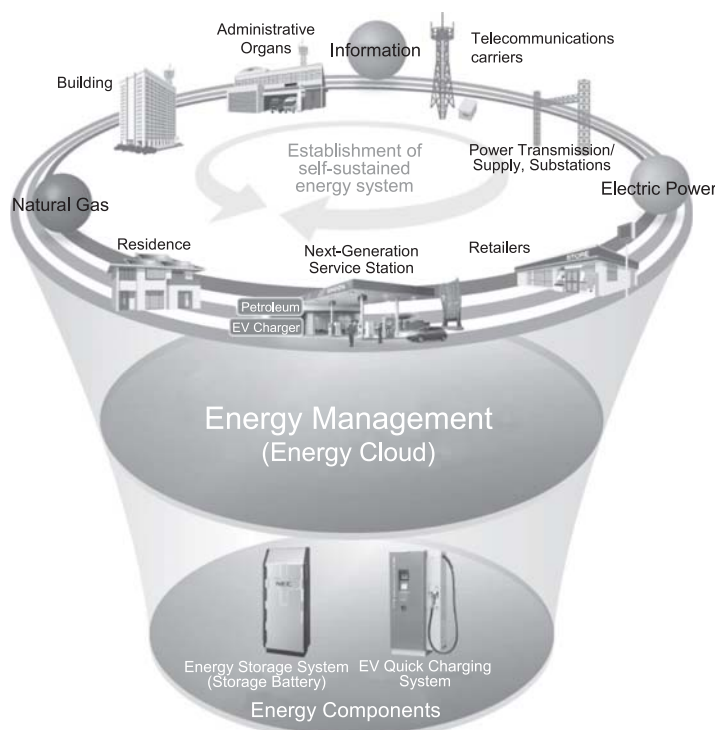 Administrative
Organs
Information
Telecommunications
carriers
Building
Power Transmission/
Supply, Substations
Establishment of
self-sustained
energy system
Natural Gas
Electric Power
Residence
Next-Generation
Service Station
Retailers
STORE
Petroleum
EV Charger
Energy Management
(Energy Cloud)
NEC
Energy Storage System
(Storage Battery)
EV Quick Charging
System
Energy Components